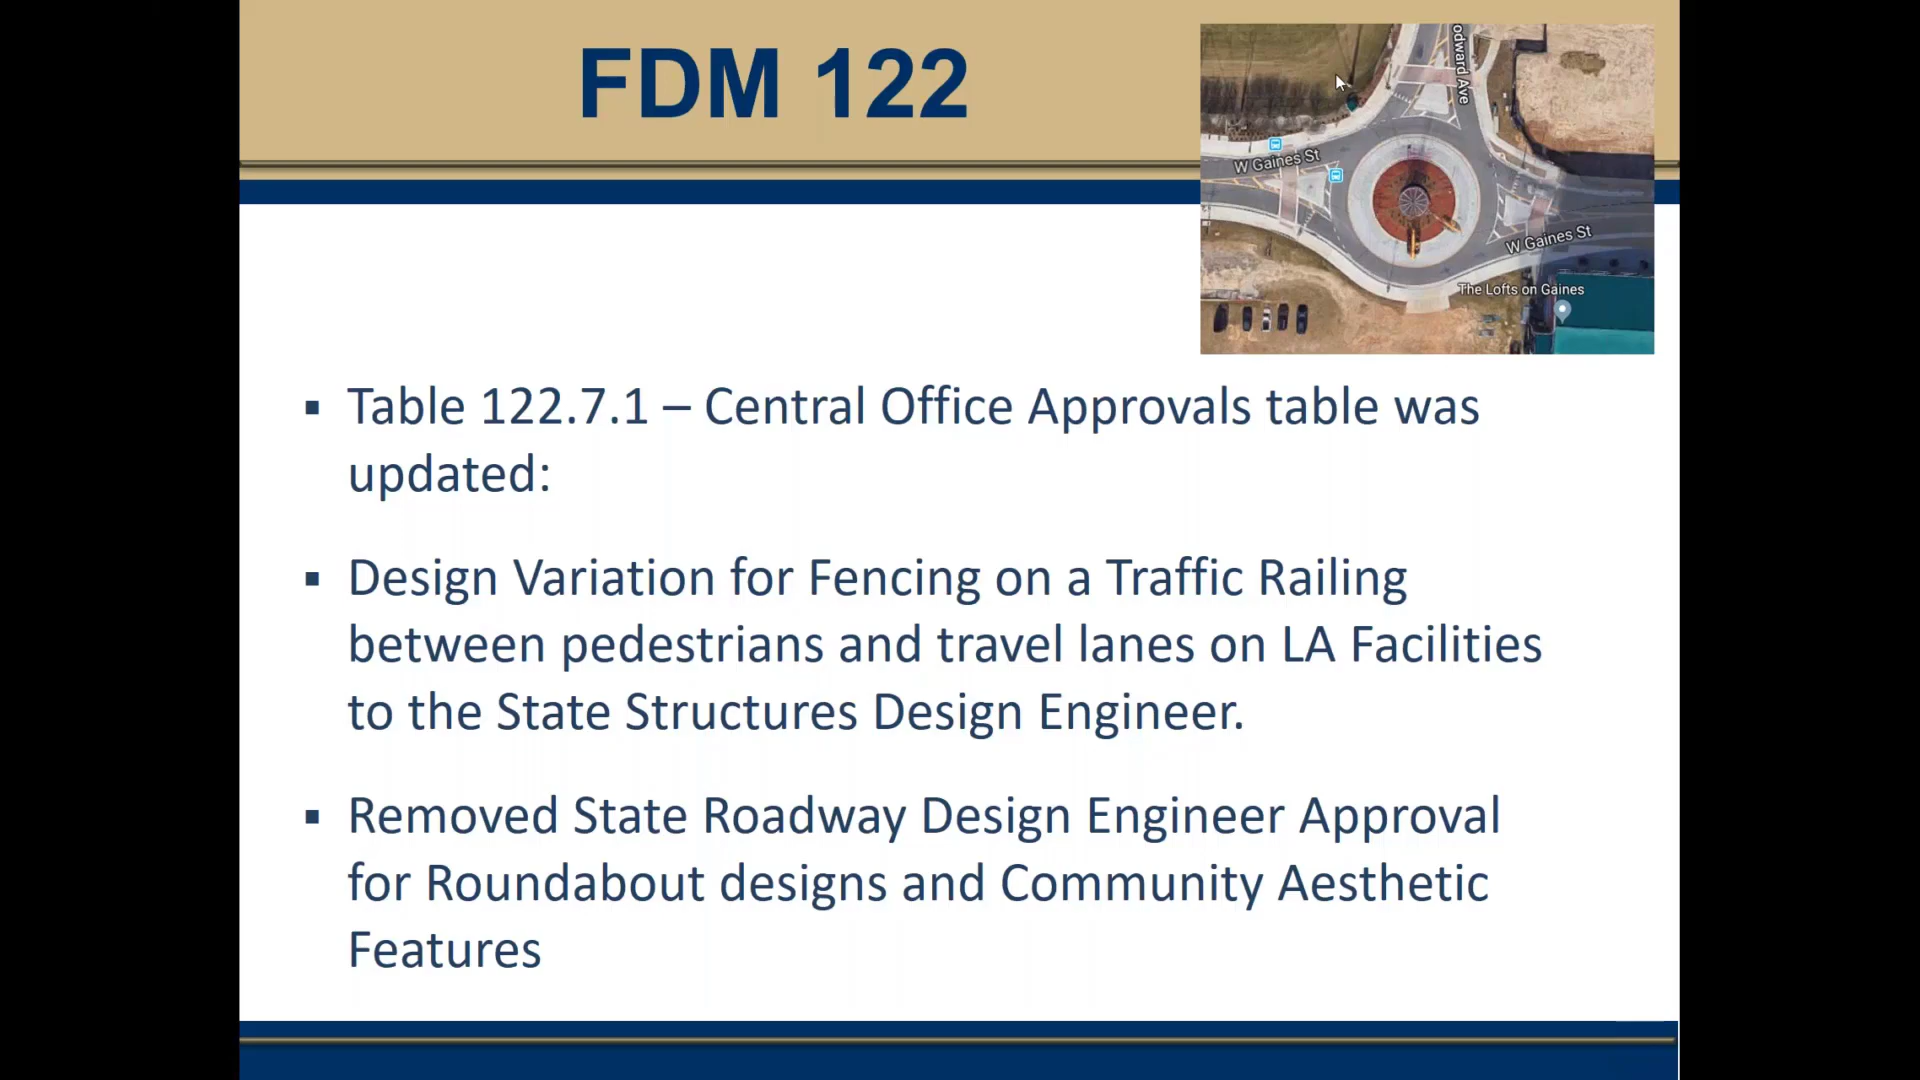 FDM 122
odward Ave
W Gaines St
W Gaines St
The Lofts on Gaines
▪ Table 122.7.1 – Central Office Approvals table was
updated:
▪ Design Variation for Fencing on a Traffic Railing
between pedestrians and travel lanes on LA Facilities
to the State Structures Design Engineer.
▪ Removed State Roadway Design Engineer Approval
for Roundabout designs and Community Aesthetic
Features